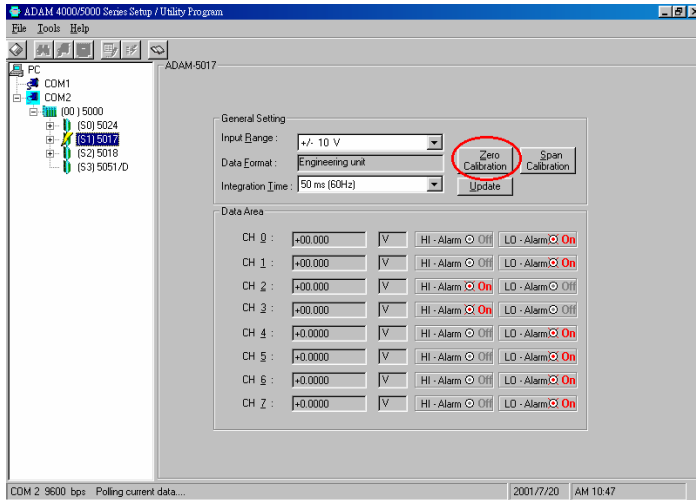 ADAM 4000/5000 Series Setup / Utility Program
File Tools Help
PC
COM1
COM2
(00) 5000
(S0) 5024
(S1) 5017
(S2) 5018
(S3) 5051/D
ADAM-5017
General Setting
Input Range : +/- 10 V
Data Format : Engineering unit
Integration Time : 50 ms (60Hz)
Zero Calibration
Span Calibration
Update
Data Area
CH 0 : +00.000 V HI - Alarm Off LO - Alarm On
CH 1 : +00.000 V HI - Alarm Off LO - Alarm On
CH 2 : +00.000 V HI - Alarm On LO - Alarm Off
CH 3 : +00.000 V HI - Alarm On LO - Alarm Off
CH 4 : +0.0000 V HI - Alarm Off LO - Alarm On
CH 5 : +0.0000 V HI - Alarm Off LO - Alarm On
CH 6 : +0.0000 V HI - Alarm Off LO - Alarm On
CH 7 : +0.0000 V HI - Alarm Off LO - Alarm On
COM 2 9600 bps Polling current data.... 2001/7/20 AM 10:47